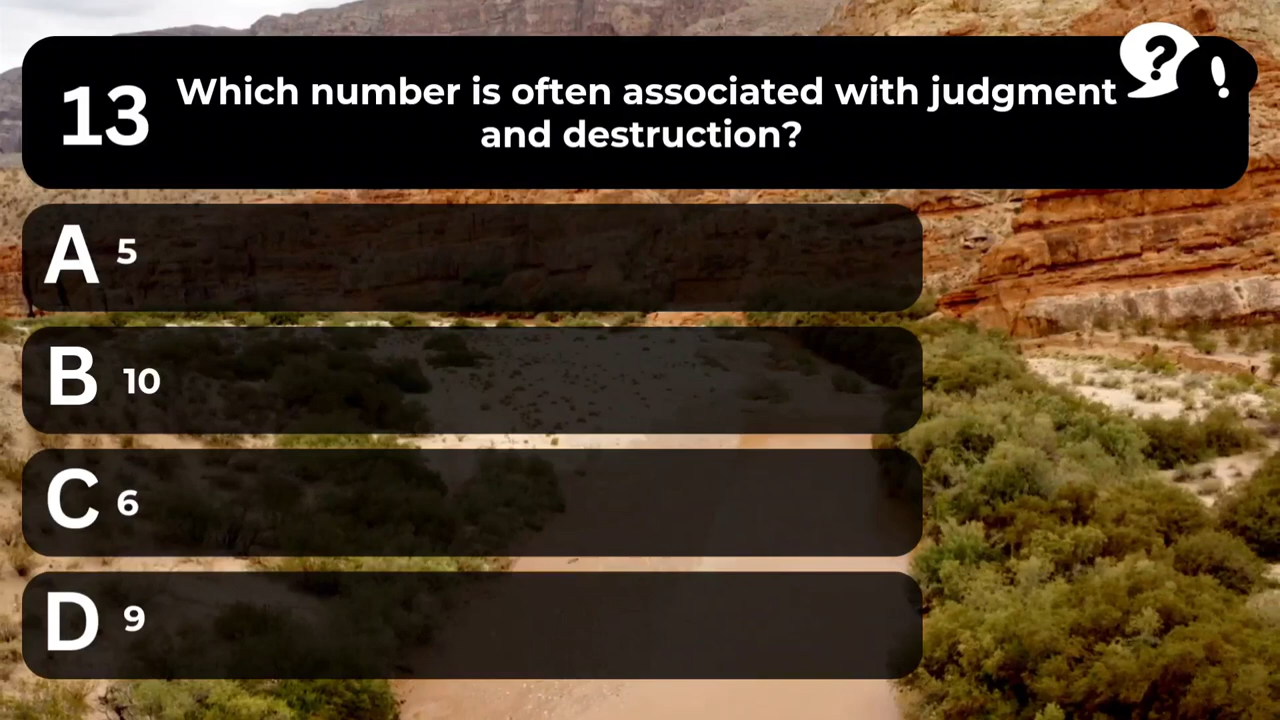 13
Which number is often associated with judgment
and destruction?
?
!
A 5
B 10
C 6
D 9